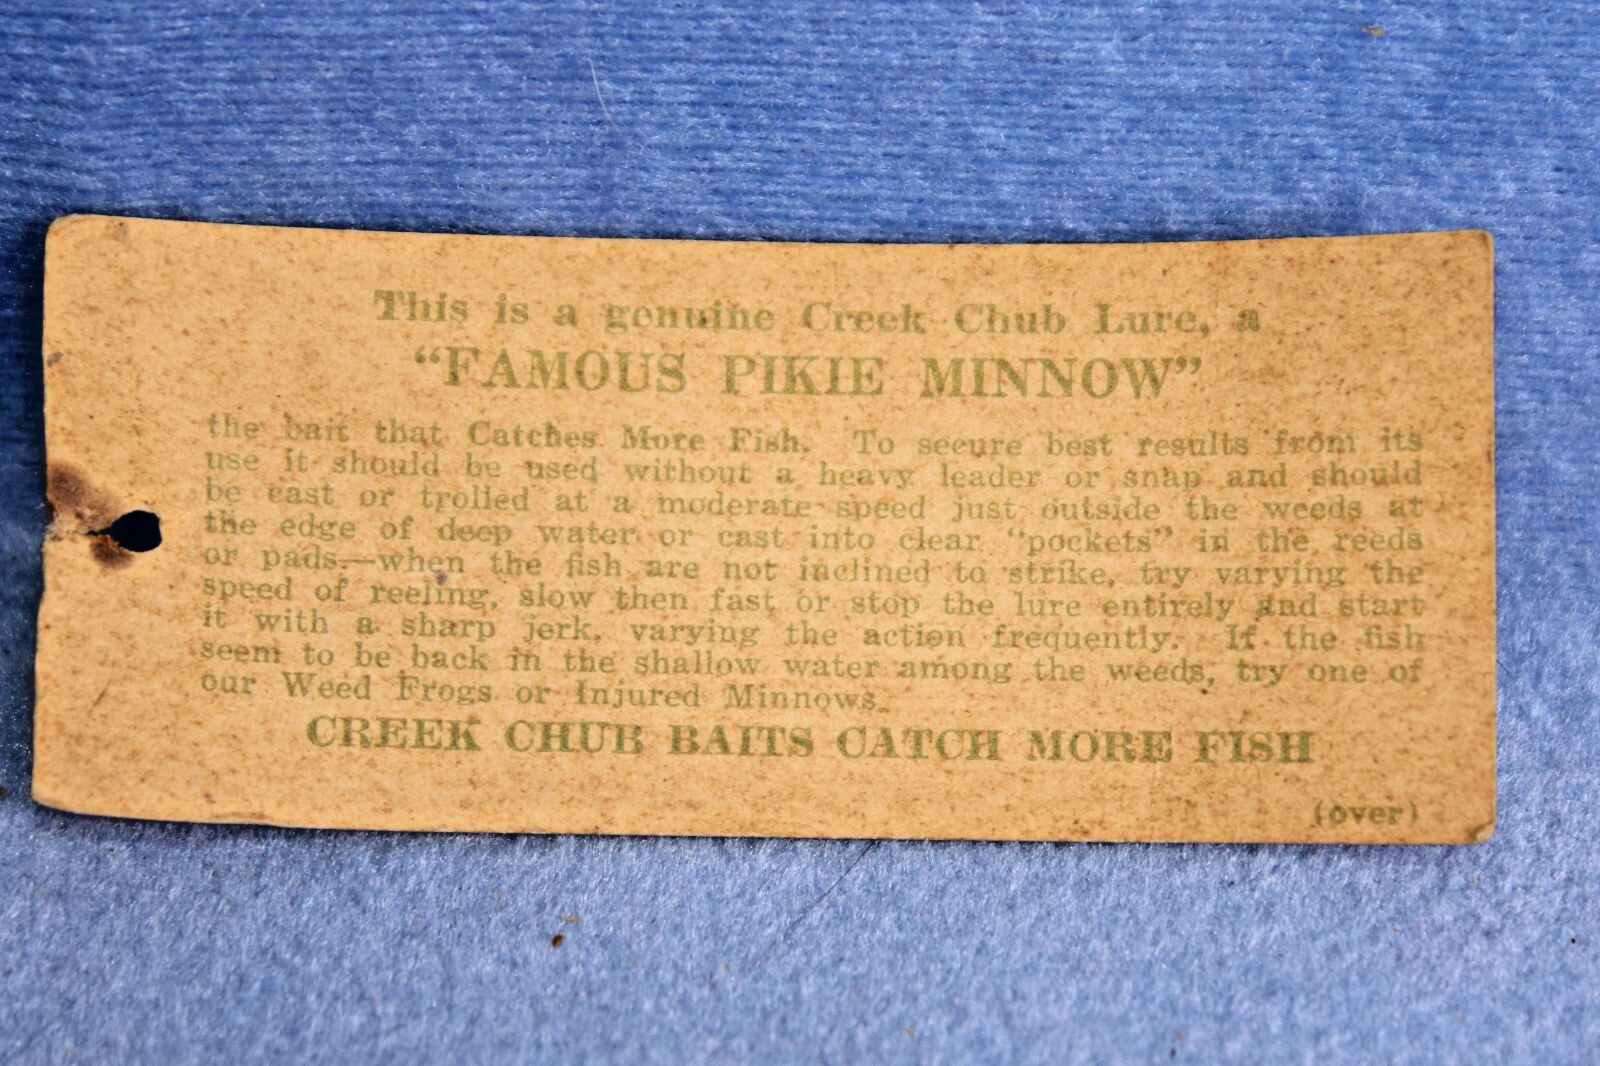 This is a genuine Creek Chub Lure, a
“FAMOUS PIKIE MINNOW”
the bait that Catches More Fish. To secure best results from its
use it should be used without a heavy leader or snap and should
be cast or trolled at a moderate speed just outside the weeds at
the edge of deep water or cast into clear “pockets” in the reeds
or pads—when the fish are not inclined to strike, try varying the
speed of reeling, slow then fast or stop the lure entirely and start
it with a sharp jerk, varying the action frequently. If the fish
seem to be back in the shallow water among the weeds, try one of
our Weed Frogs or Injured Minnows.
CREEK CHUB BAITS CATCH MORE FISH
(over)